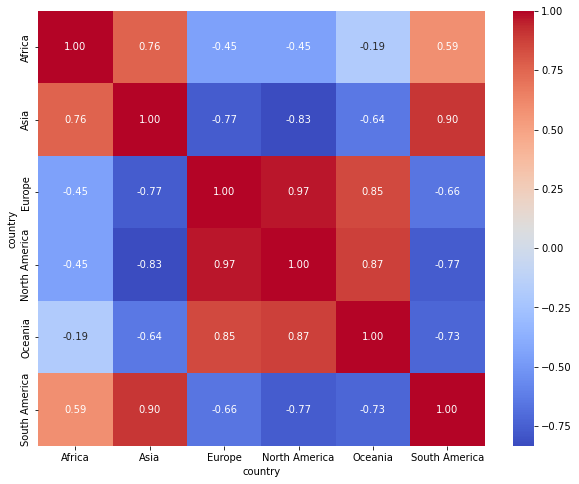 Africa 1.00 0.76 -0.45 -0.45 -0.19 0.59
Asia 0.76 1.00 -0.77 -0.83 -0.64 0.90
Europe -0.45 -0.77 1.00 0.97 0.85 -0.66
North America -0.45 -0.83 0.97 1.00 0.87 -0.77
Oceania -0.19 -0.64 0.85 0.87 1.00 -0.73
South America 0.59 0.90 -0.66 -0.77 -0.73 1.00
country
Africa Asia Europe North America Oceania South America
country
1.00
0.75
0.50
0.25
0.00
-0.25
-0.50
-0.75